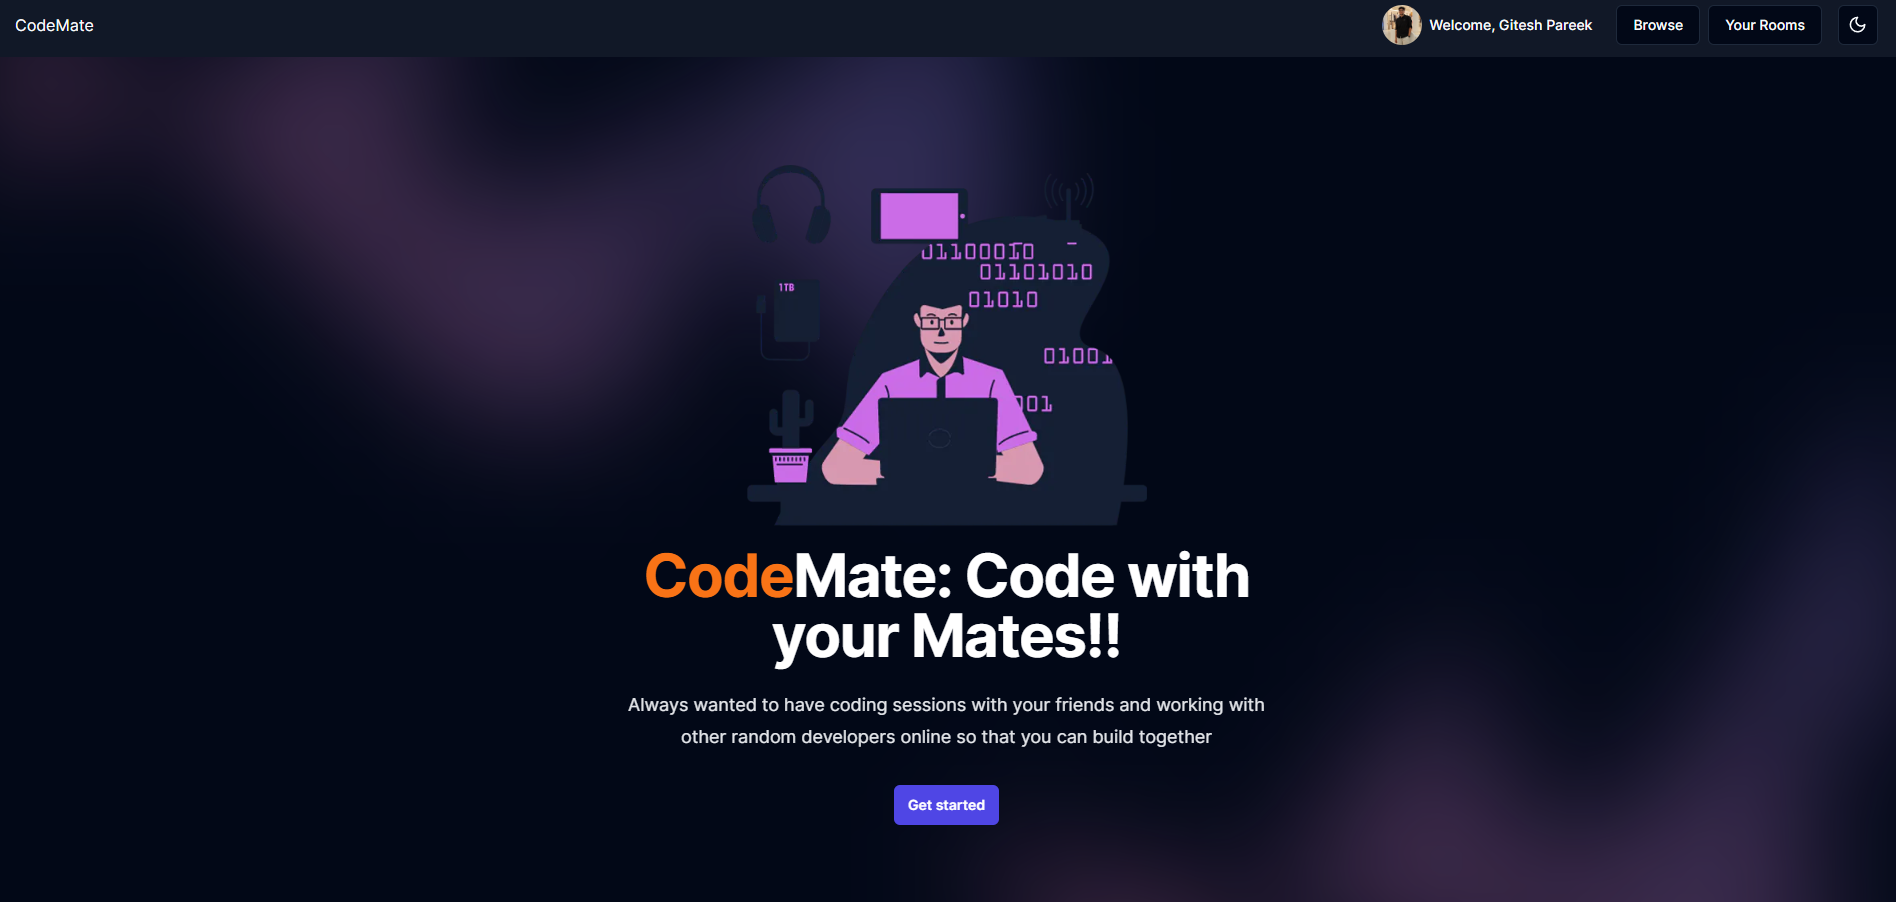 CodeMate
Welcome, Gitesh Pareek
Browse
Your Rooms
01100010
01101010
01010
1TB
01001
001
CodeMate: Code with
your Mates!!
Always wanted to have coding sessions with your friends and working with
other random developers online so that you can build together
Get started